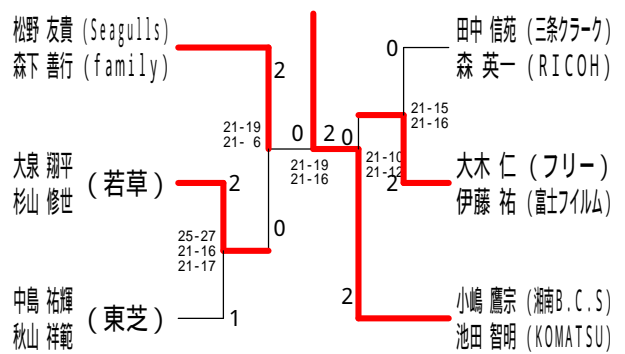 松野 友貴 (Seagulls)
森下 善行 (family)
2
21-19
21- 6
0
大泉 翔平
杉山 修世
(若草)
2
25-27
21-16
21-17
0
中島 祐輝
秋山 祥範
(東芝)
1
2
21-19
21-16
0
田中 信苑 (三条クラーク)
森 英一 (RICOH)
0
21-15
21-16
21-10
21-12
大木 仁 (フリー)
伊藤 祐 (富士フイルム)
2
小嶋 鷹宗 (湘南B.C.S)
池田 智明 (KOMATSU)
2